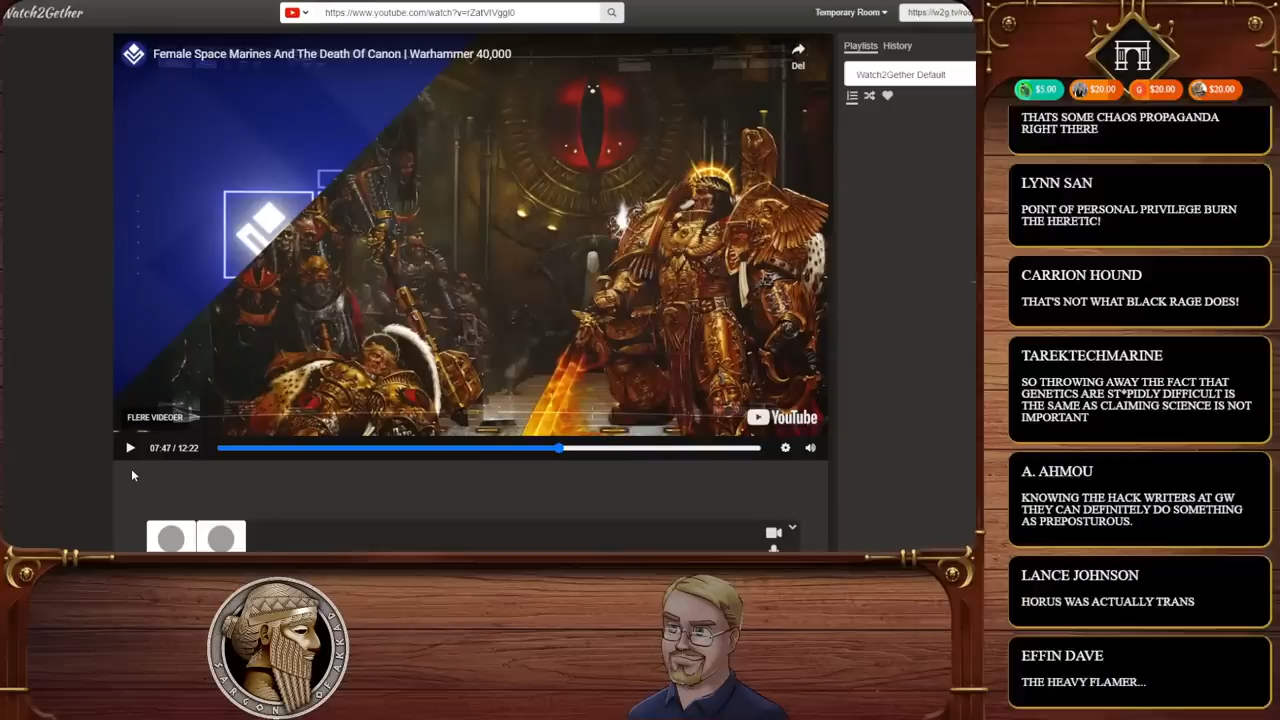 Watch2Gether
https://www.youtube.com/watch?v=rZatVIVggI0
Temporary Room
https://w2g.tv/roo
Female Space Marines And The Death Of Canon | Warhammer 40,000
Del
FLERE VIDEOER
YouTube
07:47 / 12:22
Playlists History
Watch2Gether Default
SARGON OF AKKAD
$5.00 $20.00 G $20.00 $20.00
THATS SOME CHAOS PROPAGANDA
RIGHT THERE
LYNN SAN
POINT OF PERSONAL PRIVILEGE BURN
THE HERETIC!
CARRION HOUND
THAT'S NOT WHAT BLACK RAGE DOES!
TAREKTECHMARINE
SO THROWING AWAY THE FACT THAT
GENETICS ARE ST*PIDLY DIFFICULT IS
THE SAME AS CLAIMING SCIENCE IS NOT
IMPORTANT
A. AHMOU
KNOWING THE HACK WRITERS AT GW
THEY CAN DEFINITELY DO SOMETHING
AS PREPOSTUROUS.
LANCE JOHNSON
HORUS WAS ACTUALLY TRANS
EFFIN DAVE
THE HEAVY FLAMER...